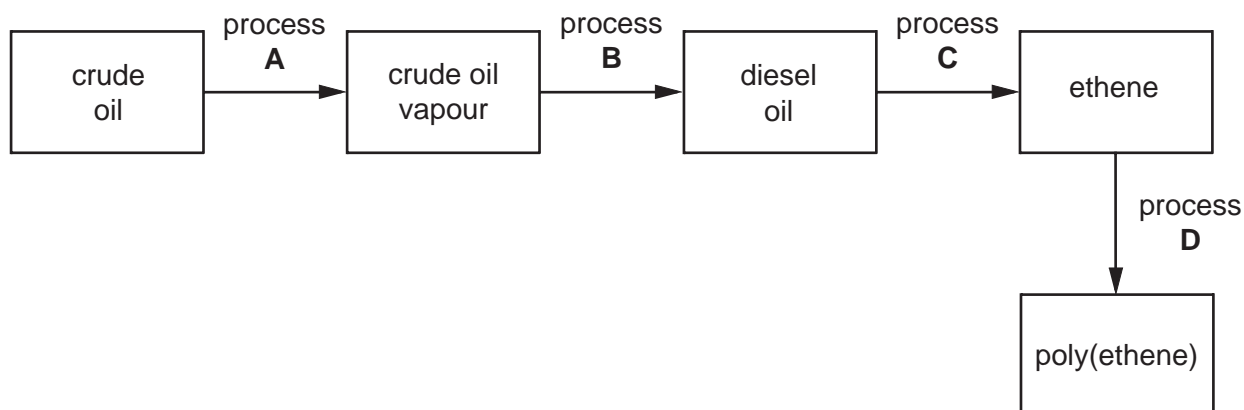 process
A
process
B
process
C
crude
oil
crude oil
vapour
diesel
oil
ethene
process
D
poly(ethene)